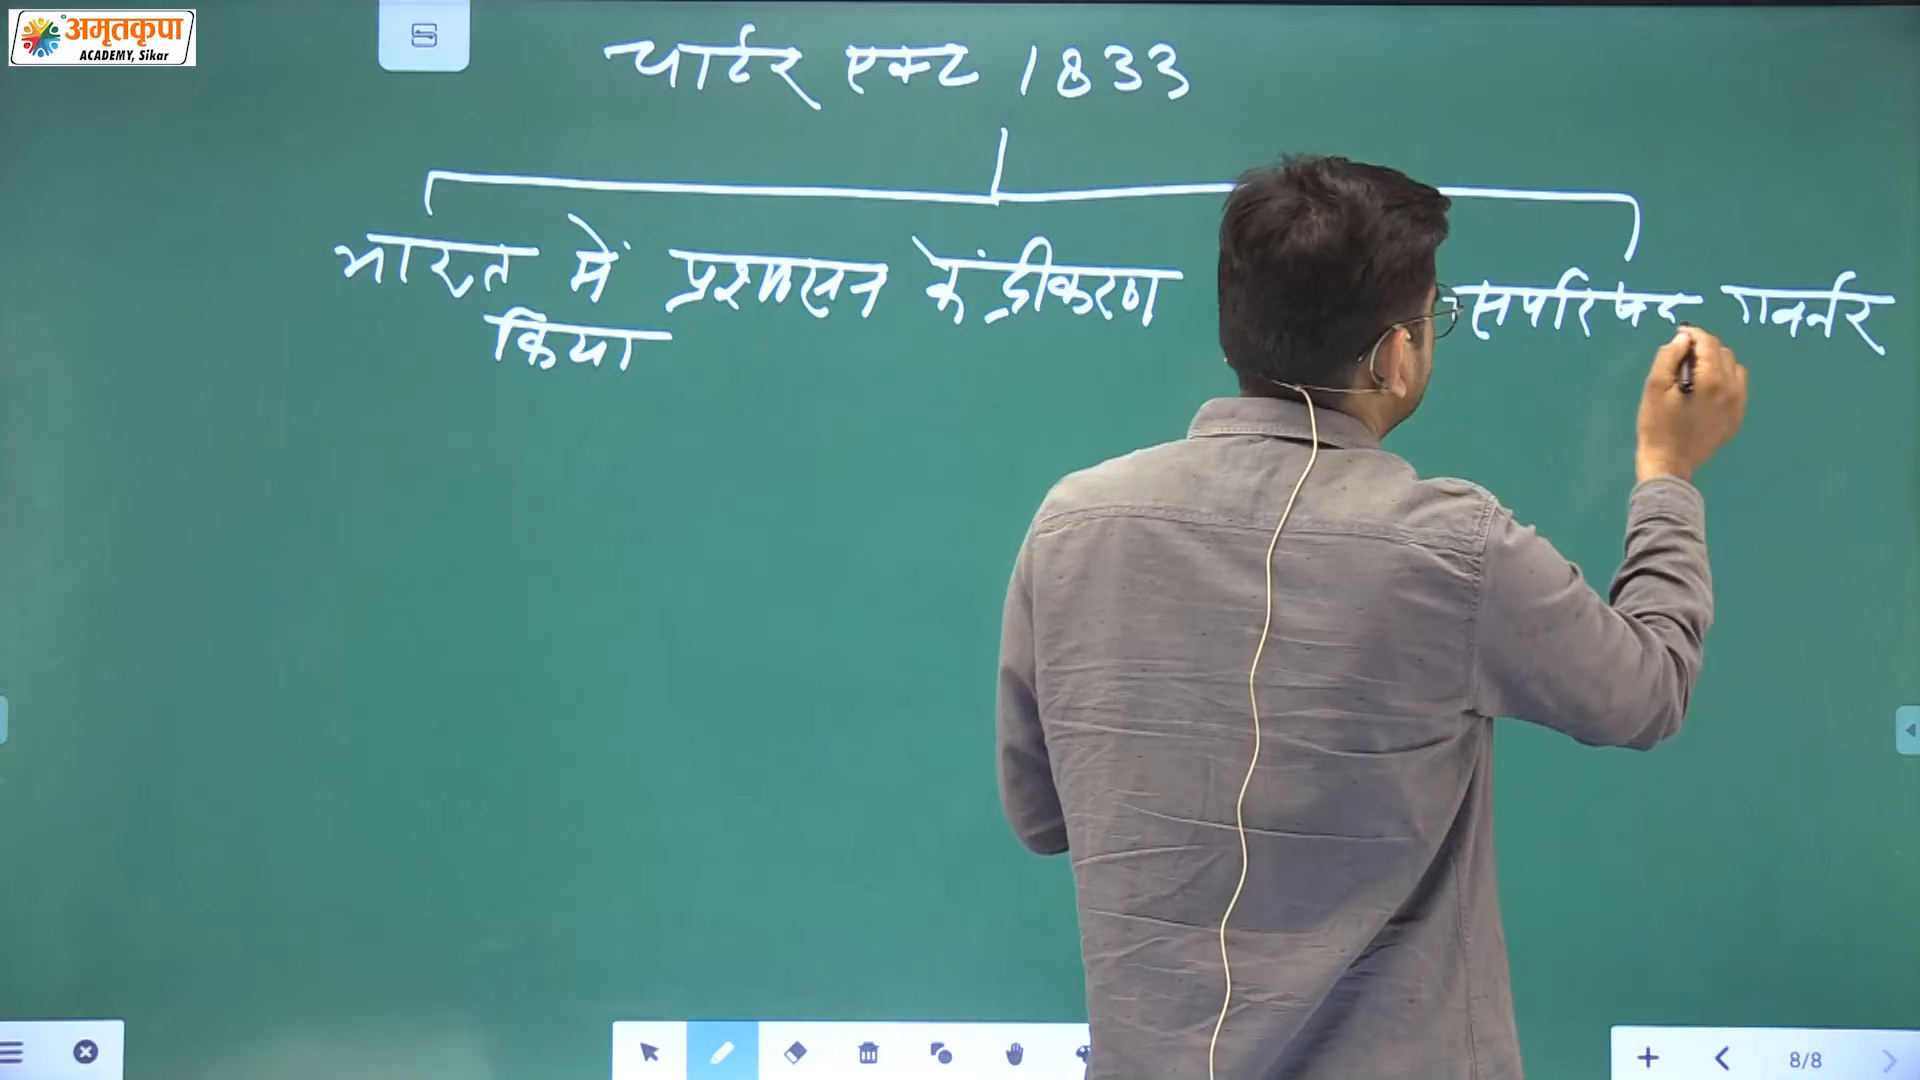 अमृतकृपा
ACADEMY, Sikar
चार्टर एक्ट 1833
भारत में प्रशासन केंद्रीकरण
किया
सपरिषद गवर्नर
8/8